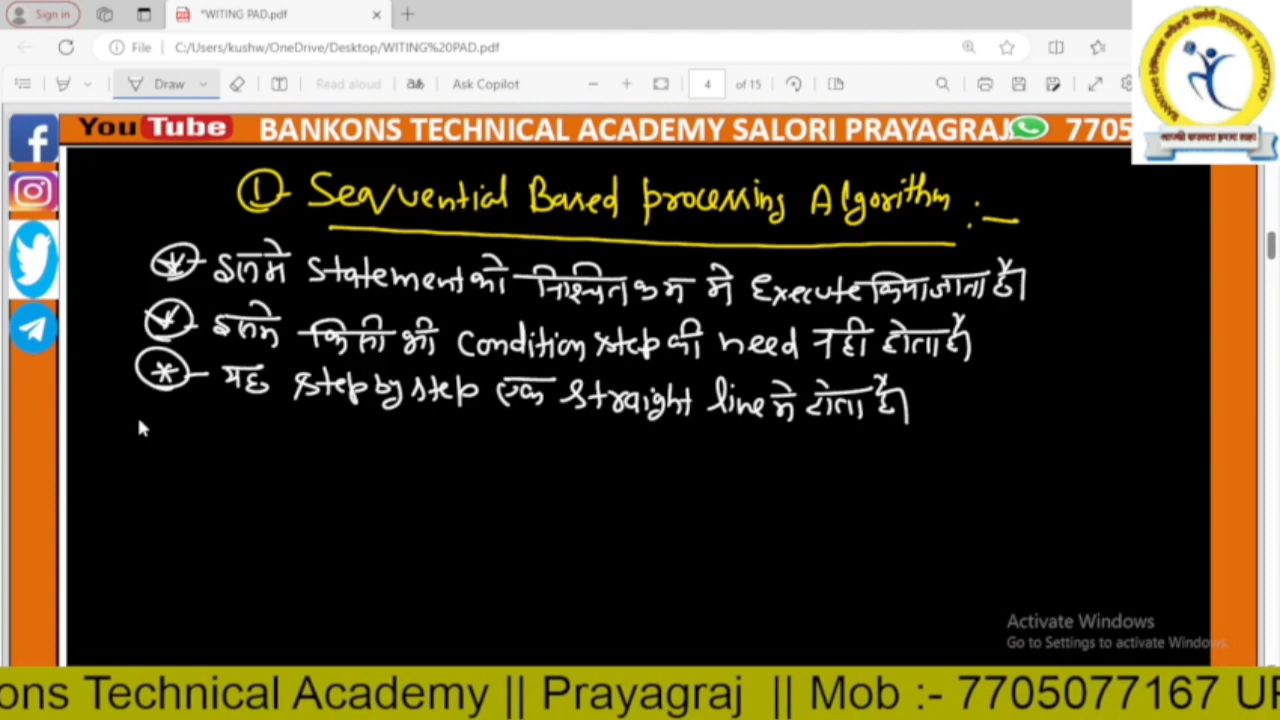 Sign in
*WITING PAD.pdf
File C:/Users/kushw/OneDrive/Desktop/WITING%20PAD.pdf
Draw Read aloud Ask Copilot 4 of 15
YouTube BANKONS TECHNICAL ACADEMY SALORI PRAYAGRAJ 7705
① Sequential Based processing Algorithm :-
* - इसमें Statement को निश्चित क्रम मे Execute किया जाता है।
* - इसमे किसी भी condition step की need नही होता है
* - यह step by step एक straight line मे होता है।
Activate Windows
Go to Settings to activate Windows.
ons Technical Academy || Prayagraj || Mob :- 7705077167 UP